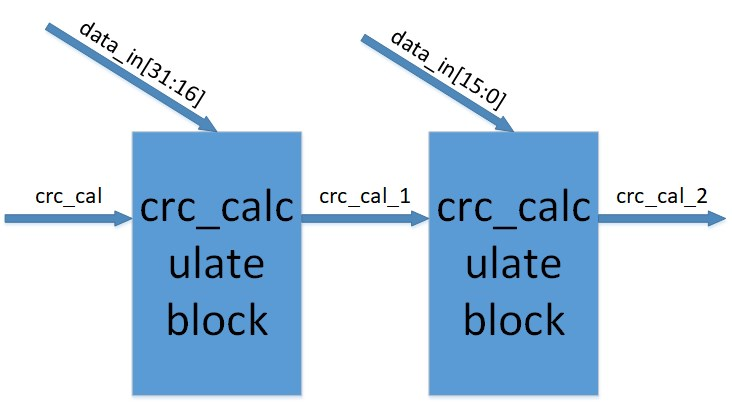 data_in[31:16]
data_in[15:0]
crc_cal
crc_calc
ulate
block
crc_cal_1
crc_calc
ulate
block
crc_cal_2